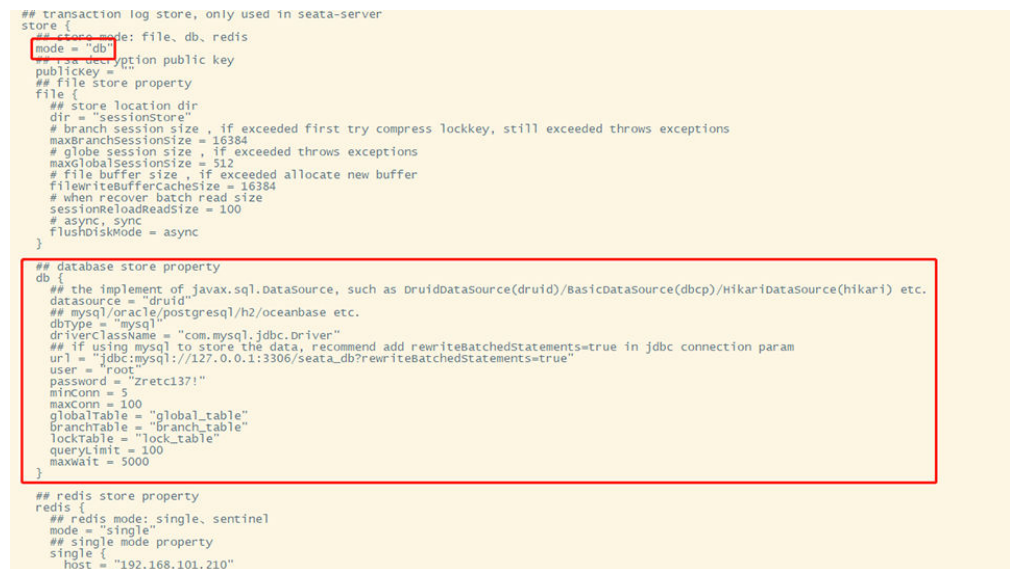 ## transaction log store, only used in seata-server
store {
## store mode: file、db、redis
mode = "db"
## rsa decryption public key
publicKey = ""
## file store property
file {
## store location dir
dir = "sessionStore"
# branch session size , if exceeded first try compress lockkey, still exceeded throws exceptions
maxBranchSessionSize = 16384
# globe session size , if exceeded throws exceptions
maxGlobalSessionSize = 512
# file buffer size , if exceeded allocate new buffer
fileWriteBufferCacheSize = 16384
# when recover batch read size
sessionReloadReadSize = 100
# async, sync
flushDiskMode = async
}
## database store property
db {
## the implement of javax.sql.DataSource, such as DruidDataSource(druid)/BasicDataSource(dbcp)/HikariDataSource(hikari) etc.
datasource = "druid"
## mysql/oracle/postgresql/h2/oceanbase etc.
dbType = "mysql"
driverClassName = "com.mysql.jdbc.Driver"
## if using mysql to store the data, recommend add rewriteBatchedStatements=true in jdbc connection param
url = "jdbc:mysql://127.0.0.1:3306/seata_db?rewriteBatchedStatements=true"
user = "root"
password = "Zretc137!"
minConn = 5
maxConn = 100
globalTable = "global_table"
branchTable = "branch_table"
lockTable = "lock_table"
queryLimit = 100
maxWait = 5000
}
## redis store property
redis {
## redis mode: single、sentinel
mode = "single"
## single mode property
single {
host = "192.168.101.210"